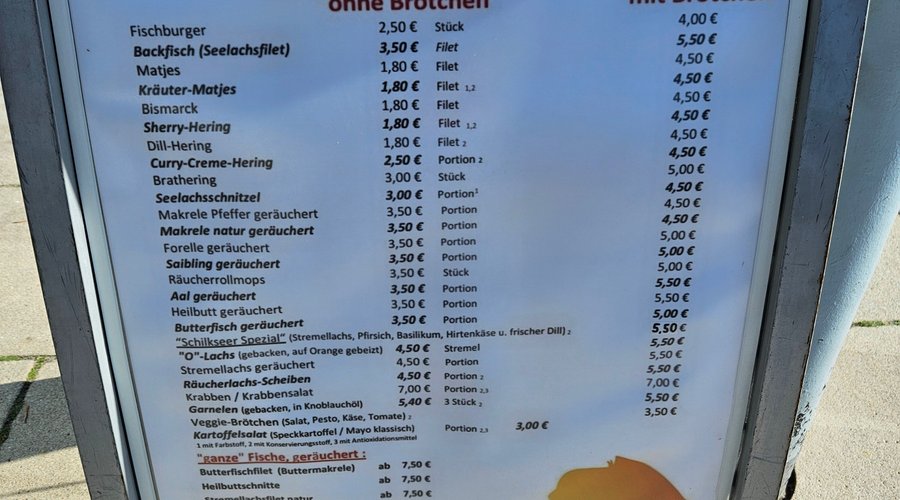 ohne Brötchen mit Brötchen
Fischburger 2,50 € Stück 4,00 €
Backfisch (Seelachsfilet) 3,50 € Filet 5,50 €
Matjes 1,80 € Filet 4,50 €
Kräuter-Matjes 1,80 € Filet 1,2 4,50 €
Bismarck 1,80 € Filet 4,50 €
Sherry-Hering 1,80 € Filet 1,2 4,50 €
Dill-Hering 1,80 € Filet 2 4,50 €
Curry-Creme-Hering 2,50 € Portion 2 4,50 €
Brathering 3,00 € Stück 5,00 €
Seelachsschnitzel 3,00 € Portion¹ 4,50 €
Makrele Pfeffer geräuchert 3,50 € Portion 4,50 €
Makrele natur geräuchert 3,50 € Portion 4,50 €
Forelle geräuchert 3,50 € Portion 5,00 €
Saibling geräuchert 3,50 € Portion 5,00 €
Räucherrollmops 3,50 € Stück 5,00 €
Aal geräuchert 3,50 € Portion 5,50 €
Heilbutt geräuchert 3,50 € Portion 5,50 €
Butterfisch geräuchert 3,50 € Portion 5,00 €
"Schilkseer Spezial" (Stremellachs, Pfirsich, Basilikum, Hirtenkäse u. frischer Dill) 2 5,50 €
"O"-Lachs (gebacken, auf Orange gebeizt) 4,50 € Stremel 5,50 €
Stremellachs geräuchert 4,50 € Portion 5,50 €
Räucherlachs-Scheiben 4,50 € Portion 2 5,50 €
Krabben / Krabbensalat 7,00 € Portion 2,3 7,00 €
Garnelen (gebacken, in Knoblauchöl) 5,40 € 3 Stück 2 5,50 €
Veggie-Brötchen (Salat, Pesto, Käse, Tomate) 2 3,50 €
Kartoffelsalat (Speckkartoffel / Mayo klassisch) Portion 2,3 3,00 €
1 mit Farbstoff, 2 mit Konservierungsstoff, 3 mit Antioxidationsmittel
"ganze" Fische, geräuchert :
Butterfischfilet (Buttermakrele) ab 7,50 €
Heilbuttschnitte ab 7,50 €
Stremellachsfilet natur ab 7,50 €